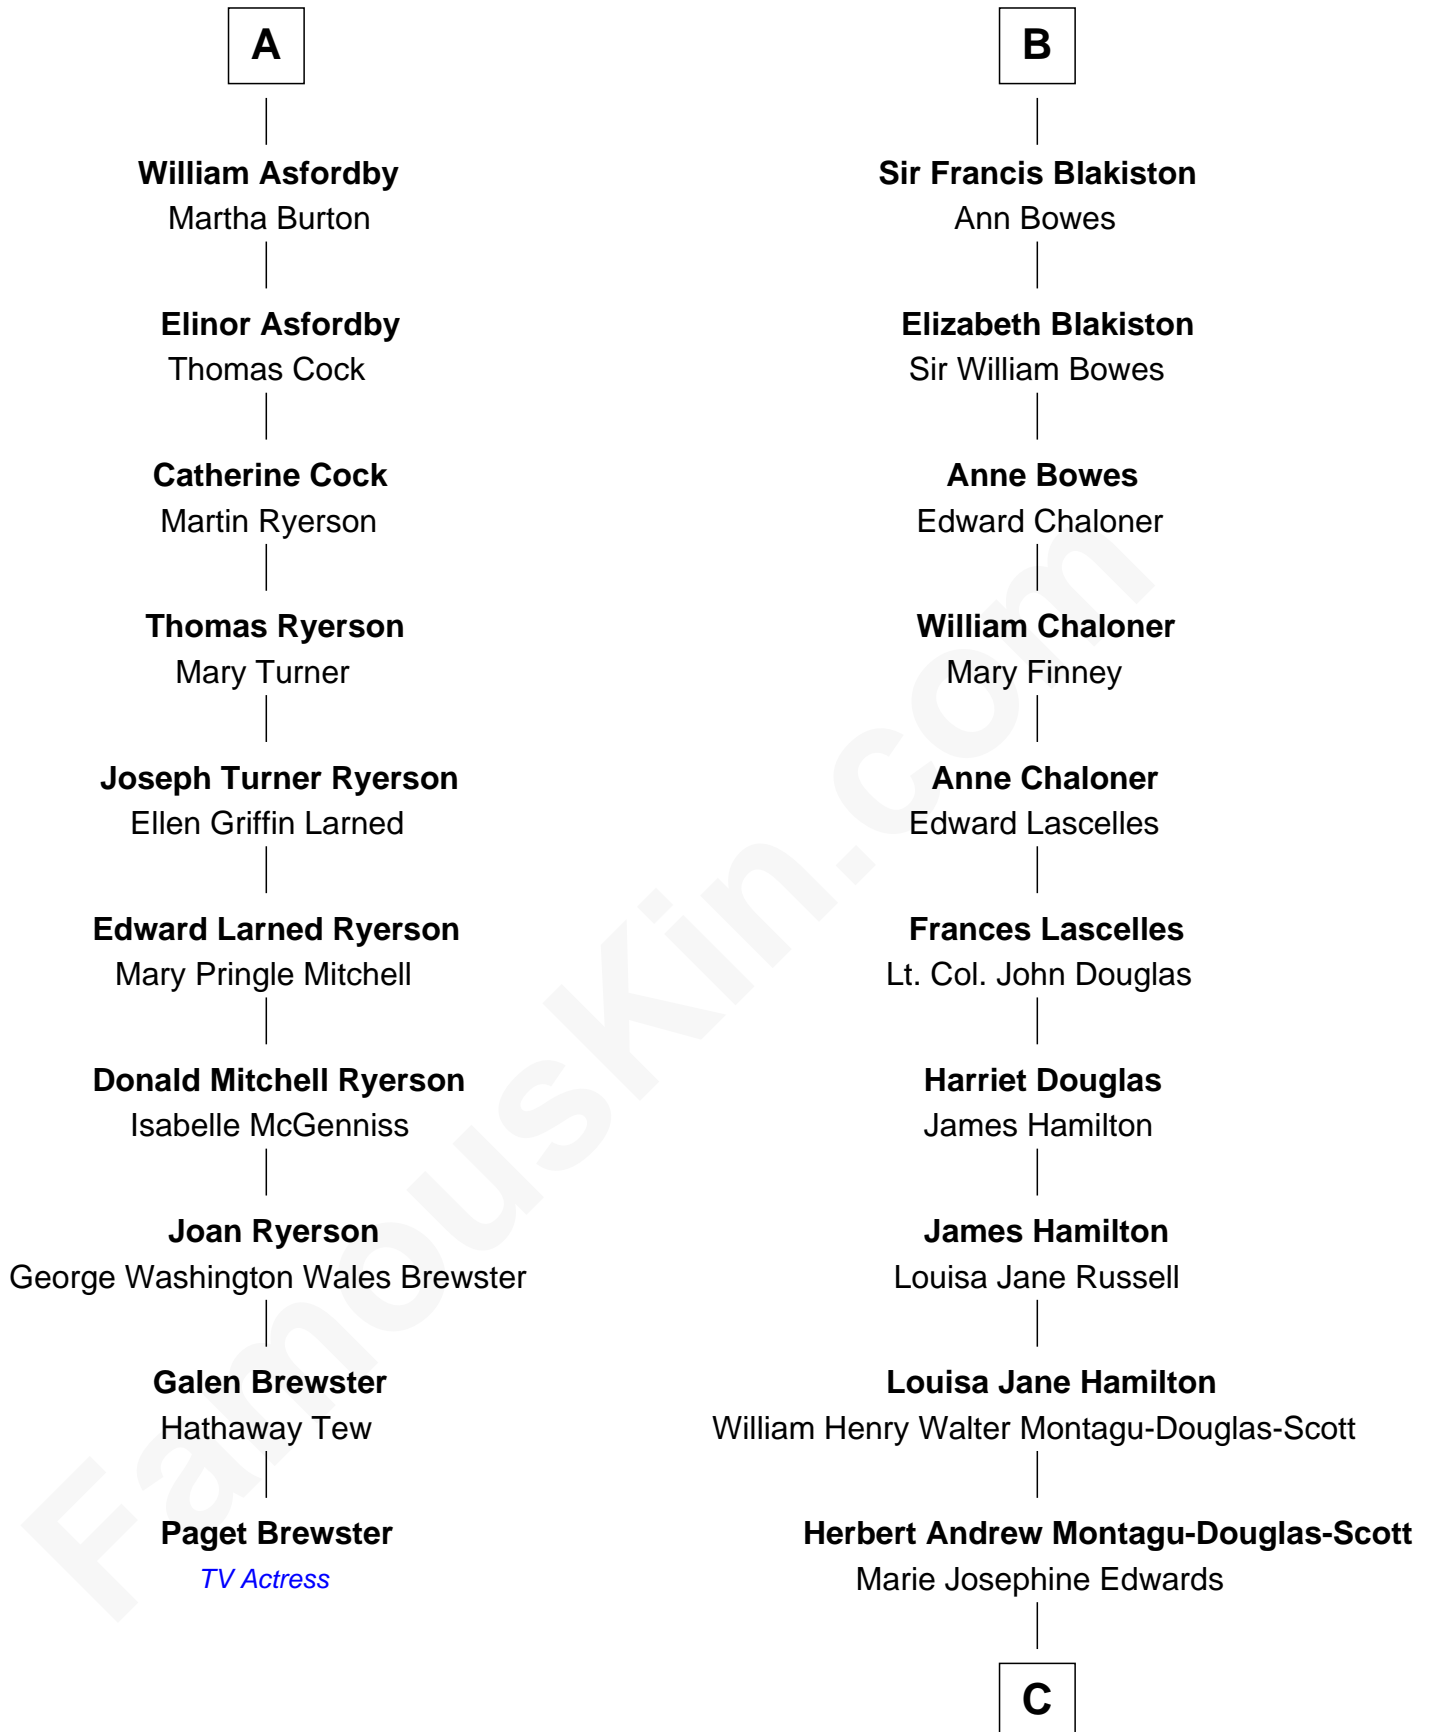 A
William Asfordby
Martha Burton
Elinor Asfordby
Thomas Cock
Catherine Cock
Martin Ryerson
Thomas Ryerson
Mary Turner
Joseph Turner Ryerson
Ellen Griffin Larned
Edward Larned Ryerson
Mary Pringle Mitchell
Donald Mitchell Ryerson
Isabelle McGenniss
Joan Ryerson
George Washington Wales Brewster
Galen Brewster
Hathaway Tew
Paget Brewster
TV Actress
B
Sir Francis Blakiston
Ann Bowes
Elizabeth Blakiston
Sir William Bowes
Anne Bowes
Edward Chaloner
William Chaloner
Mary Finney
Anne Chaloner
Edward Lascelles
Frances Lascelles
Lt. Col. John Douglas
Harriet Douglas
James Hamilton
James Hamilton
Louisa Jane Russell
Louisa Jane Hamilton
William Henry Walter Montagu-Douglas-Scott
Herbert Andrew Montagu-Douglas-Scott
Marie Josephine Edwards
C
FamousKin.com